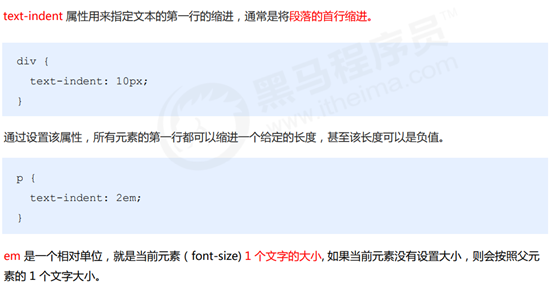 text-indent 属性用来指定文本的第一行的缩进，通常是将段落的首行缩进。
div {
text-indent: 10px;
}
通过设置该属性，所有元素的第一行都可以缩进一个给定的长度，甚至该长度可以是负值。
p {
text-indent: 2em;
}
em 是一个相对单位，就是当前元素（font-size) 1 个文字的大小, 如果当前元素没有设置大小，则会按照父元
素的 1 个文字大小。
黑马程序员
www.itheima.com